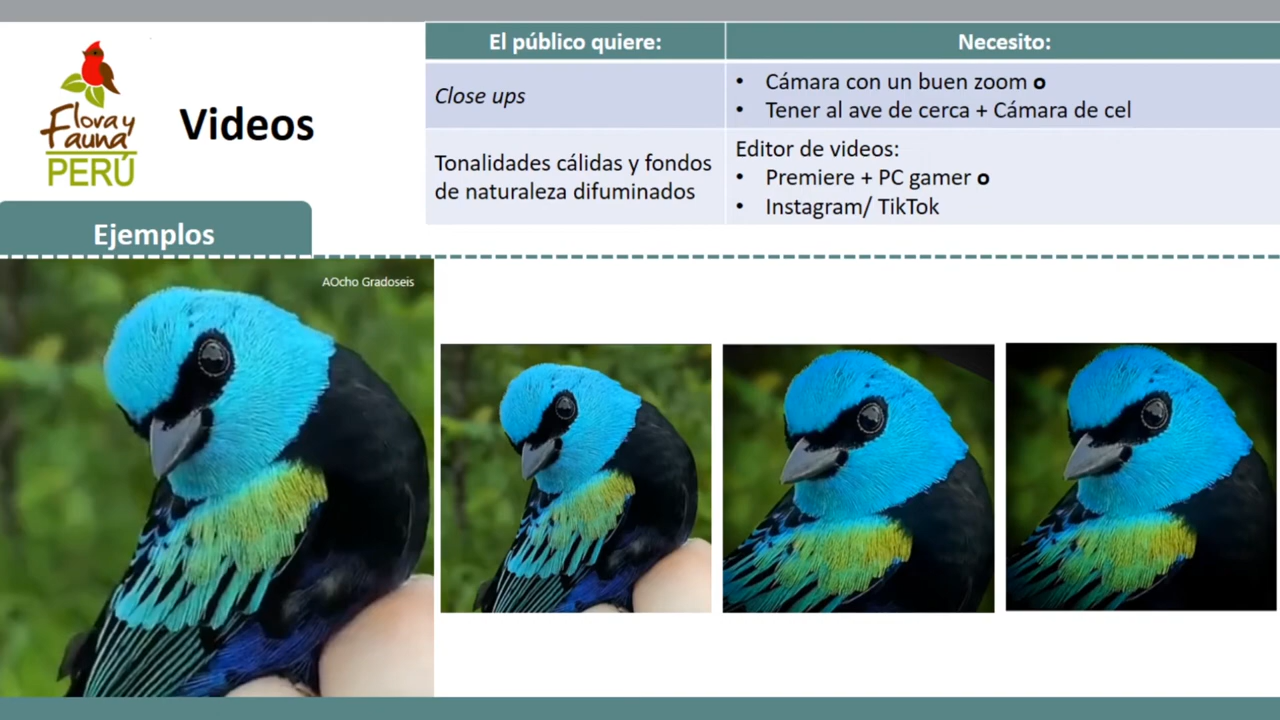 Flora y
Fauna
PERÚ
Videos
El público quiere:
Necesito:
Close ups
• Cámara con un buen zoom o
• Tener al ave de cerca + Cámara de cel
Tonalidades cálidas y fondos
de naturaleza difuminados
Editor de videos:
• Premiere + PC gamer o
• Instagram/ TikTok
Ejemplos
AOcho Gradoseis